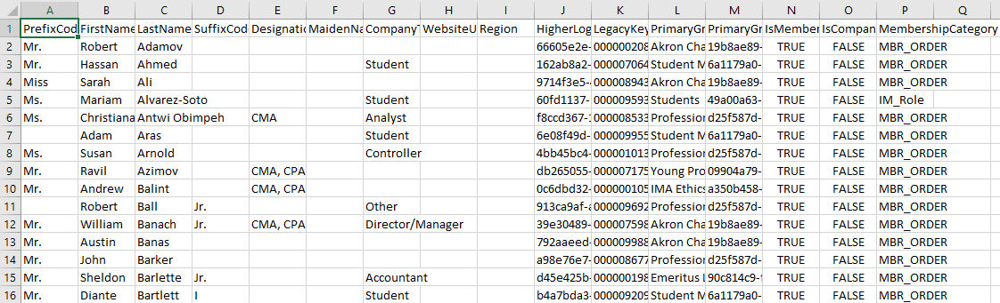 A B C D E F G H I J K L M N O P Q
1 PrefixCod FirstName LastName SuffixCod Designati MaidenNa CompanyT WebsiteU Region HigherLog LegacyKey PrimaryGr PrimaryGr IsMember IsCompan MembershipCategory
2 Mr. Robert Adamov 66605e2e- 000000208 Akron Cha 19b8ae89- TRUE FALSE MBR_ORDER
3 Mr. Hassan Ahmed Student 162ab8a2- 000007064 Student M 6a1179a0- TRUE FALSE MBR_ORDER
4 Miss Sarah Ali 9714f3e5- 000008943 Akron Cha 19b8ae89- TRUE FALSE MBR_ORDER
5 Ms. Mariam Alvarez-Soto Student 60fd1137- 000009593 Students 49a00a63- TRUE FALSE IM_Role
6 Ms. Christiana Antwi Obimpeh CMA Analyst f8ccd367- 000008533 Profession d25f587d- TRUE FALSE MBR_ORDER
7 Adam Aras Student 6e08f49d- 000009955 Student M 6a1179a0- TRUE FALSE MBR_ORDER
8 Ms. Susan Arnold Controller 4bb45bc4- 000001013 Profession d25f587d- TRUE FALSE MBR_ORDER
9 Mr. Ravil Azimov CMA, CPA db265055- 000007175 Young Pro 09904a79- TRUE FALSE MBR_ORDER
10 Mr. Andrew Balint CMA, CPA 0c6dbd32- 000000105 IMA Ethics a350b458- TRUE FALSE MBR_ORDER
11 Robert Ball Jr. Other 913ca9af- 000009692 Profession d25f587d- TRUE FALSE MBR_ORDER
12 Mr. William Banach Jr. CMA, CPA Director/Manager 39e30489- 000007598 Akron Cha 19b8ae89- TRUE FALSE MBR_ORDER
13 Mr. Austin Banas 792aaeed- 000009988 Akron Cha 19b8ae89- TRUE FALSE MBR_ORDER
14 Mr. John Barker a98e76e7- 000008677 Profession d25f587d- TRUE FALSE MBR_ORDER
15 Mr. Sheldon Barlette Jr. Accountant d45e425b- 000000198 Emeritus L 90c814c9- TRUE FALSE MBR_ORDER
16 Mr. Diante Bartlett I Student b4a7bda3- 000009209 Student M 6a1179a0- TRUE FALSE MBR_ORDER